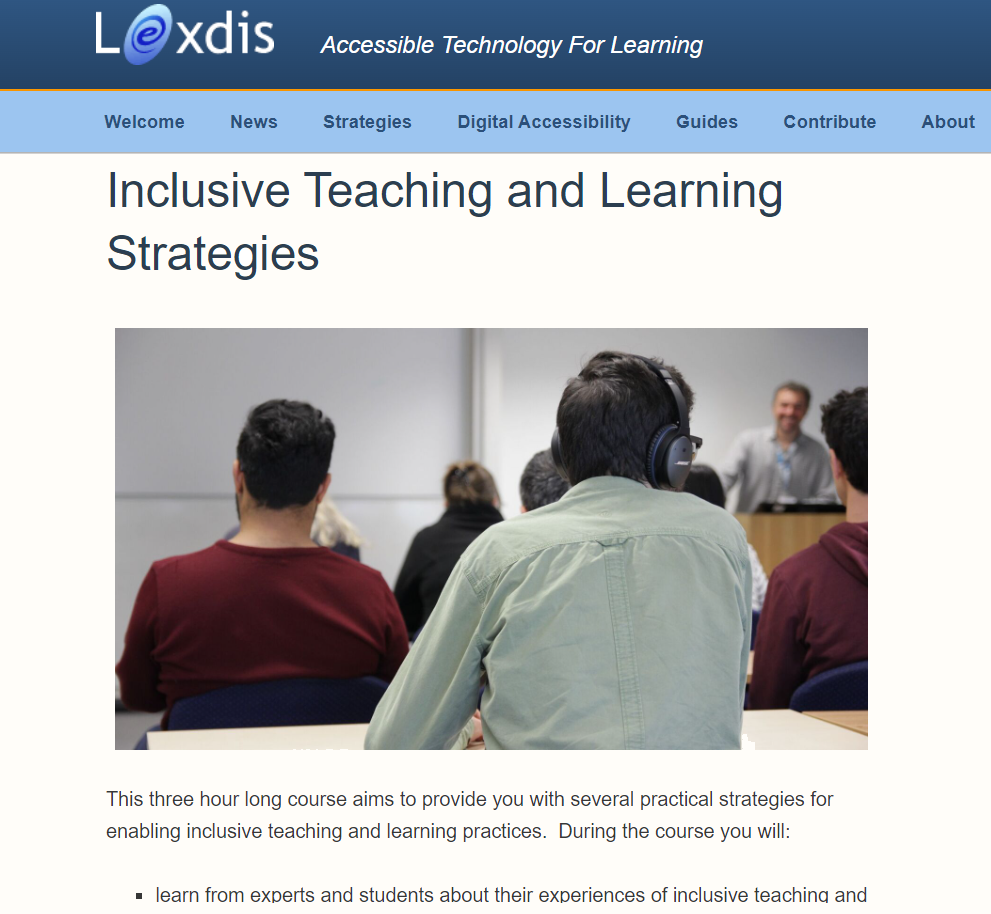 Lexdis
Accessible Technology For Learning
Welcome News Strategies Digital Accessibility Guides Contribute About
Inclusive Teaching and Learning
Strategies
BOSE
This three hour long course aims to provide you with several practical strategies for
enabling inclusive teaching and learning practices.  During the course you will:
▪ learn from experts and students about their experiences of inclusive teaching and